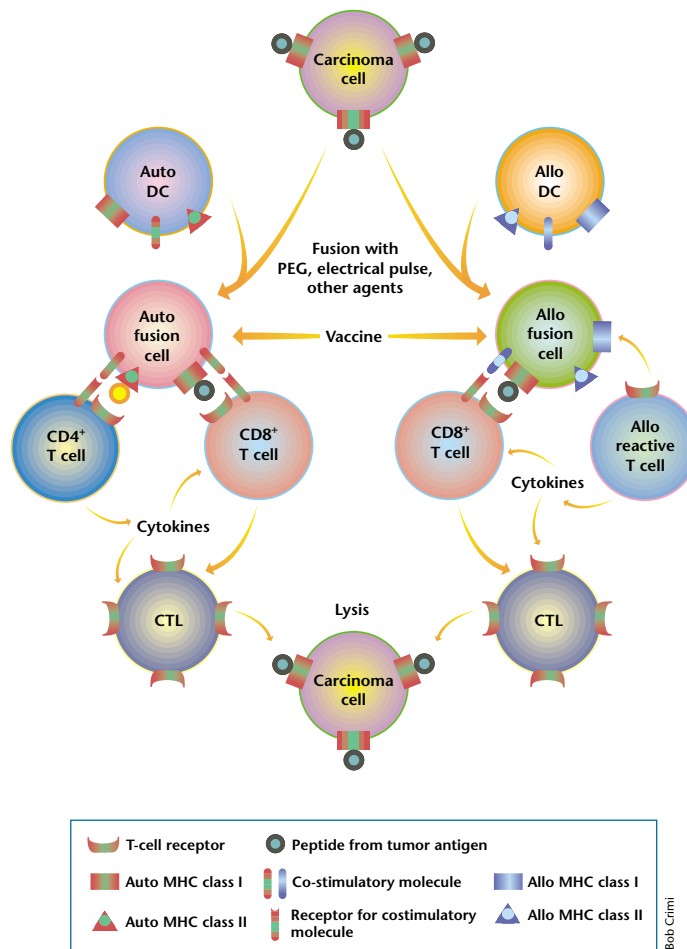 Carcinoma
cell
Auto
DC
Allo
DC
Fusion with
PEG, electrical pulse,
other agents
Auto
fusion
cell
Vaccine
Allo
fusion
cell
CD4+
T cell
CD8+
T cell
CD8+
T cell
Allo
reactive
T cell
Cytokines
Cytokines
CTL
Lysis
CTL
Carcinoma
cell
T-cell receptor
Peptide from tumor antigen
Auto MHC class I
Co-stimulatory molecule
Allo MHC class I
Auto MHC class II
Receptor for costimulatory
molecule
Allo MHC class II
Bob Crimi